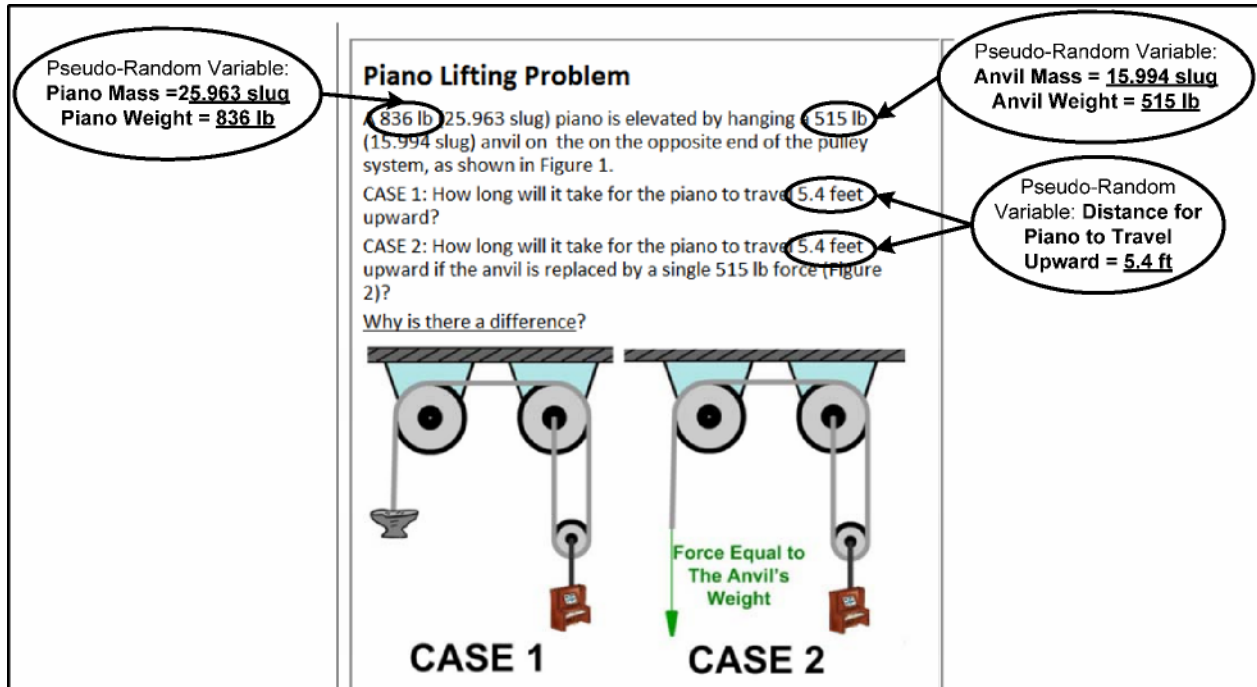 Pseudo-Random Variable:
Piano Mass =25.963 slug
Piano Weight = 836 lb
Pseudo-Random Variable:
Anvil Mass = 15.994 slug
Anvil Weight = 515 lb
Pseudo-Random
Variable: Distance for
Piano to Travel
Upward = 5.4 ft
Piano Lifting Problem
A 836 lb (25.963 slug) piano is elevated by hanging a 515 lb
(15.994 slug) anvil on the on the opposite end of the pulley
system, as shown in Figure 1.
CASE 1: How long will it take for the piano to travel 5.4 feet
upward?
CASE 2: How long will it take for the piano to travel 5.4 feet
upward if the anvil is replaced by a single 515 lb force (Figure
2)?
Why is there a difference?
Force Equal to
The Anvil's
Weight
CASE 1
CASE 2